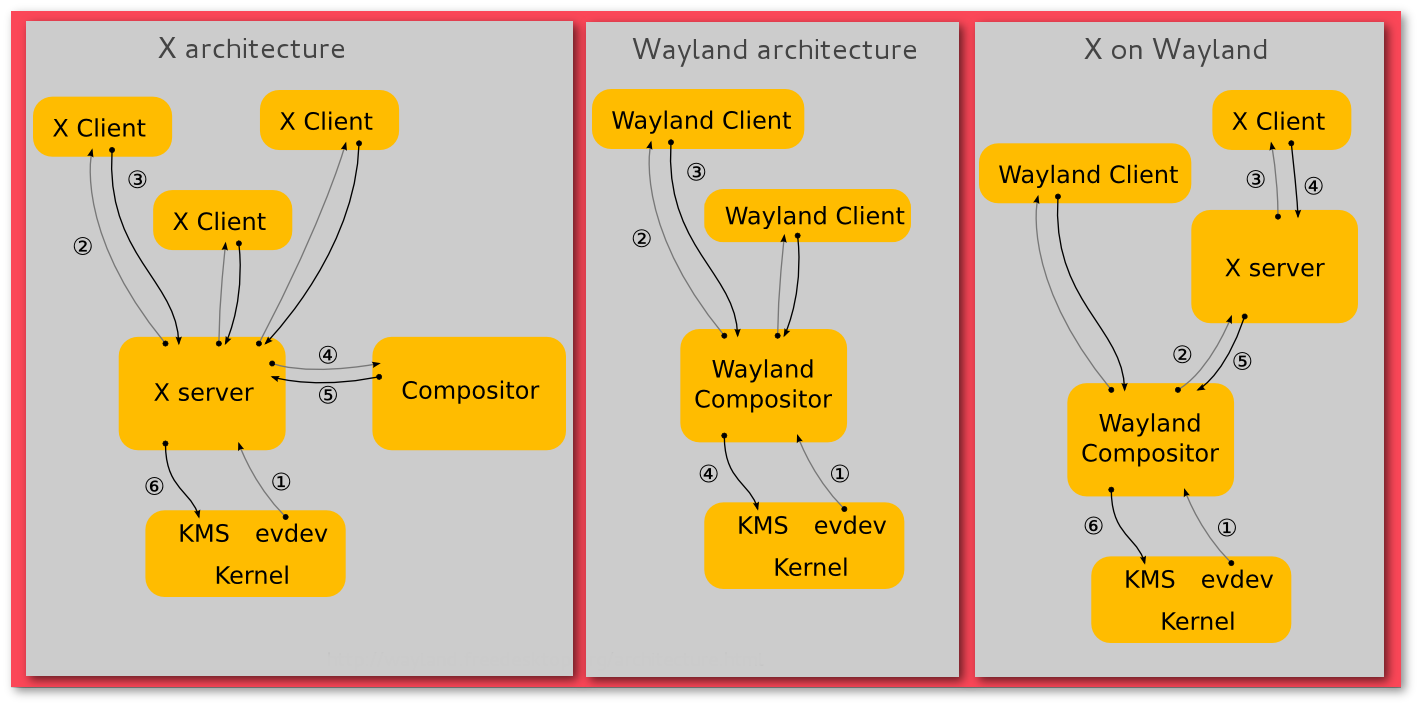 X architecture
X Client
X Client
③
X Client
②
④
X server
Compositor
⑤
⑥
①
KMS evdev
Kernel
Wayland architecture
Wayland Client
③
Wayland Client
②
Wayland
Compositor
④
①
KMS evdev
Kernel
X on Wayland
X Client
Wayland Client
③
④
X server
②
⑤
Wayland
Compositor
⑥
①
KMS evdev
Kernel